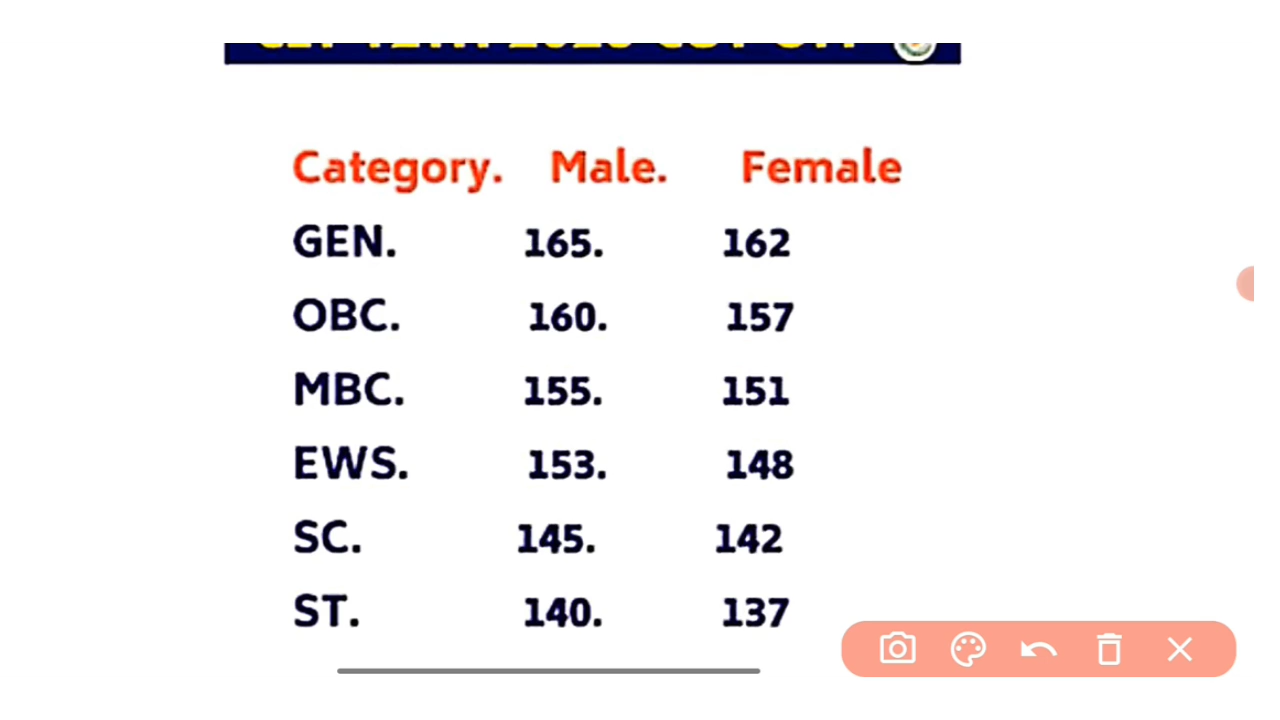 Category. Male. Female
GEN. 165. 162
OBC. 160. 157
MBC. 155. 151
EWS. 153. 148
SC. 145. 142
ST. 140. 137